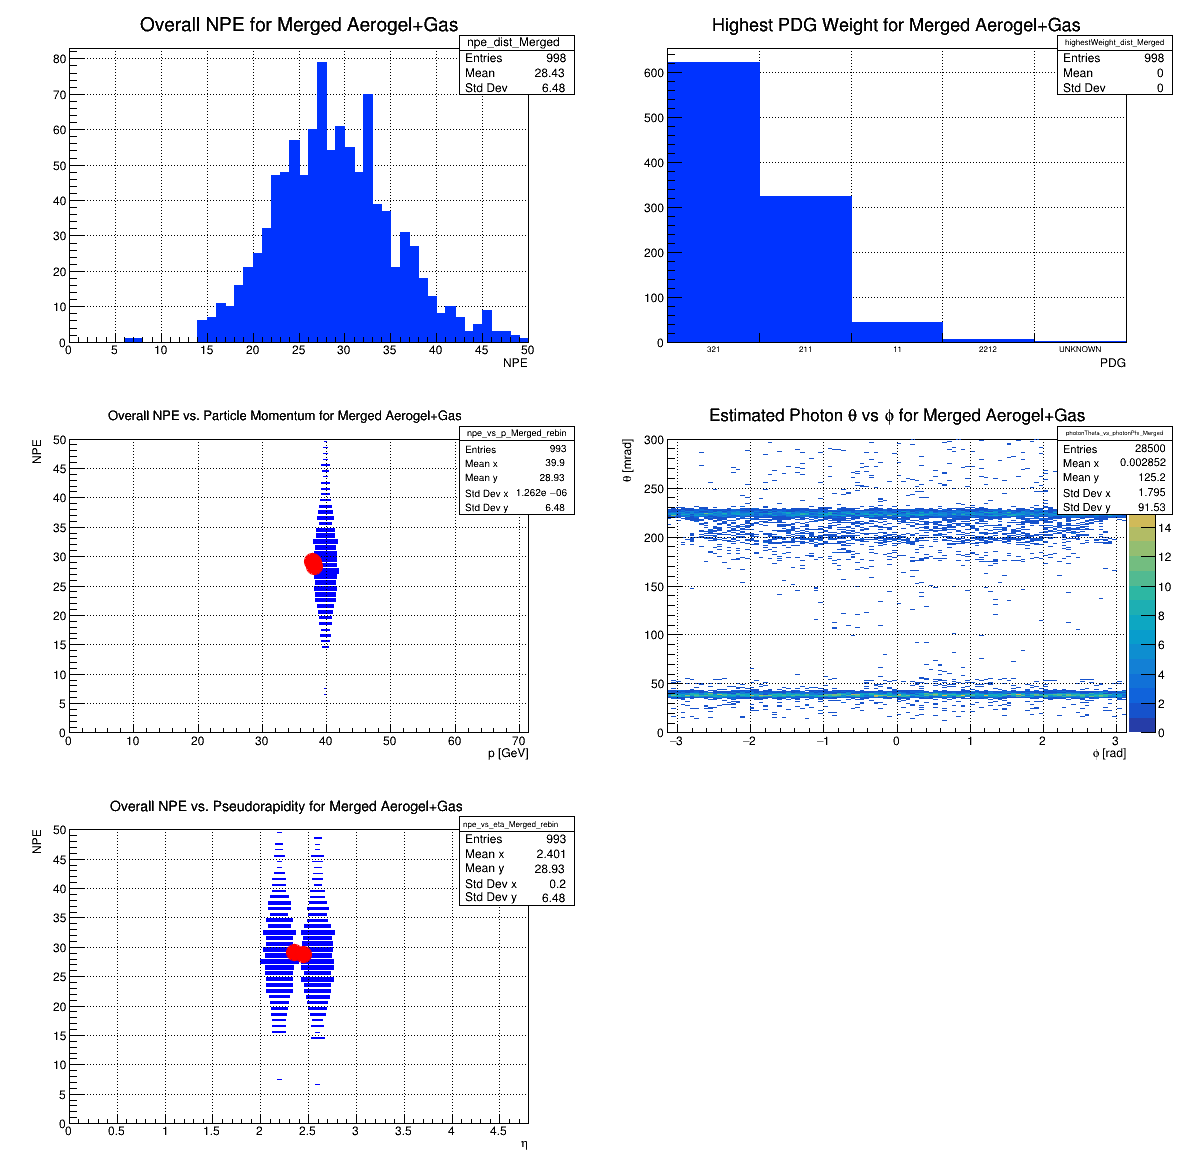 Overall NPE for Merged Aerogel+Gas
npe_dist_Merged
Entries 998
Mean 28.43
Std Dev 6.48
80
70
60
50
40
30
20
10
0
0 5 10 15 20 25 30 35 40 45 50
NPE
Highest PDG Weight for Merged Aerogel+Gas
highestWeight_dist_Merged
Entries 998
Mean 0
Std Dev 0
600
500
400
300
200
100
0
321 211 11 2212 UNKNOWN
PDG
Overall NPE vs. Particle Momentum for Merged Aerogel+Gas
npe_vs_p_Merged_rebin
Entries 993
Mean x 39.9
Mean y 28.93
Std Dev x 1.262e −06
Std Dev y 6.48
NPE
50
45
40
35
30
25
20
15
10
5
0
0 10 20 30 40 50 60 70
p [GeV]
Estimated Photon θ vs ϕ for Merged Aerogel+Gas
photonTheta_vs_photonPhi_Merged
Entries 28500
Mean x 0.002852
Mean y 125.2
Std Dev x 1.795
Std Dev y 91.53
θ [mrad]
300
250
200
150
100
50
0
−3 −2 −1 0 1 2 3
ϕ [rad]
14
12
10
8
6
4
2
0
Overall NPE vs. Pseudorapidity for Merged Aerogel+Gas
npe_vs_eta_Merged_rebin
Entries 993
Mean x 2.401
Mean y 28.93
Std Dev x 0.2
Std Dev y 6.48
NPE
50
45
40
35
30
25
20
15
10
5
0
0 0.5 1 1.5 2 2.5 3 3.5 4 4.5
η